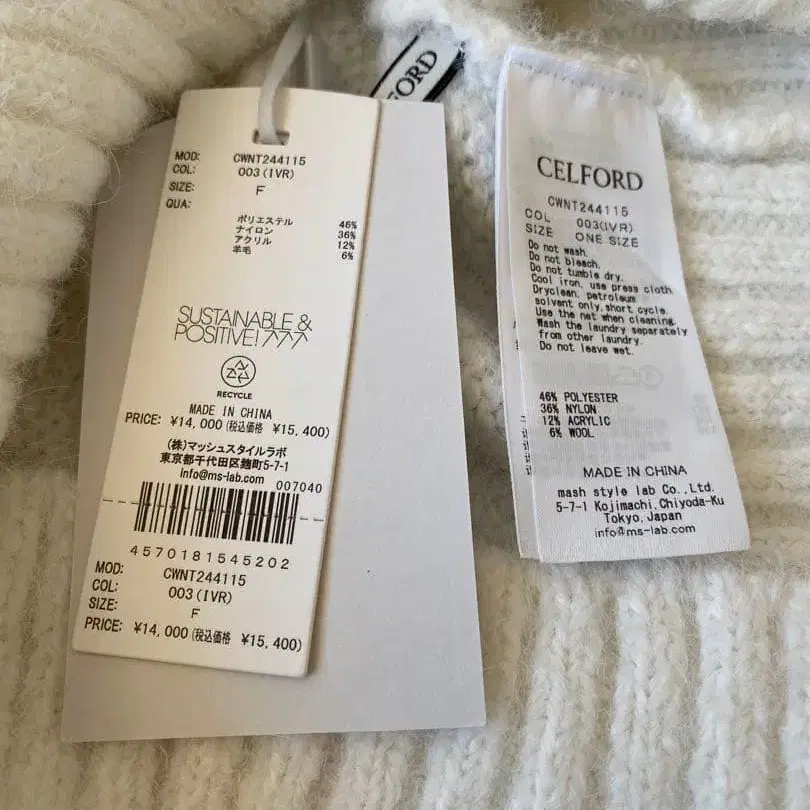 MOD: CWNT244115
COL: 003(IVR)
SIZE: F
QUA:
ポリエステル 46%
ナイロン 36%
アクリル 12%
羊毛 6%
SUSTAINABLE &
POSITIVE!
RECYCLE
MADE IN CHINA
PRICE: ¥14,000(税込価格 ¥15,400)
(株)マッシュスタイルラボ
東京都千代田区麹町5-7-1
info@ms-lab.com
007040
4570181545202
MOD: CWNT244115
COL: 003(IVR)
SIZE: F
PRICE: ¥14,000(税込価格 ¥15,400)
FORD
CELFORD
CWNT244115
COL 003(IVR)
SIZE ONE SIZE
Do not wash.
Do not bleach.
Do not tumble dry.
Cool iron, use press cloth.
Dryclean, petroleum
solvent only,short cycle.
Use the net when cleaning.
Wash the laundry separately
from other laundry.
Do not leave wet.
46% POLYESTER
36% NYLON
12% ACRYLIC
6% WOOL
MADE IN CHINA
mash style lab Co.,Ltd.
5-7-1 Kojimachi,Chiyoda-Ku
Tokyo,Japan
info@ms-lab.com